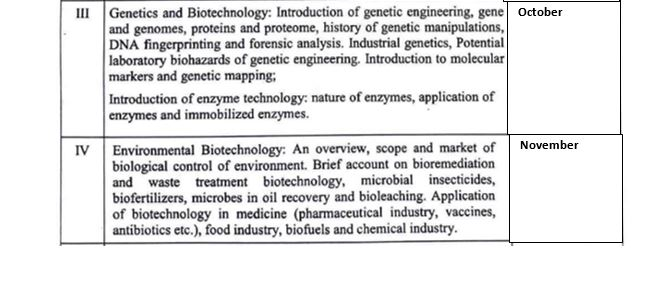 III
Genetics and Biotechnology: Introduction of genetic engineering, gene
and genomes, proteins and proteome, history of genetic manipulations,
DNA fingerprinting and forensic analysis. Industrial genetics, Potential
laboratory biohazards of genetic engineering. Introduction to molecular
markers and genetic mapping;
Introduction of enzyme technology: nature of enzymes, application of
enzymes and immobilized enzymes.
October
IV
Environmental Biotechnology: An overview, scope and market of
biological control of environment. Brief account on bioremediation
and waste treatment biotechnology, microbial insecticides,
biofertilizers, microbes in oil recovery and bioleaching. Application
of biotechnology in medicine (pharmaceutical industry, vaccines,
antibiotics etc.), food industry, biofuels and chemical industry.
November